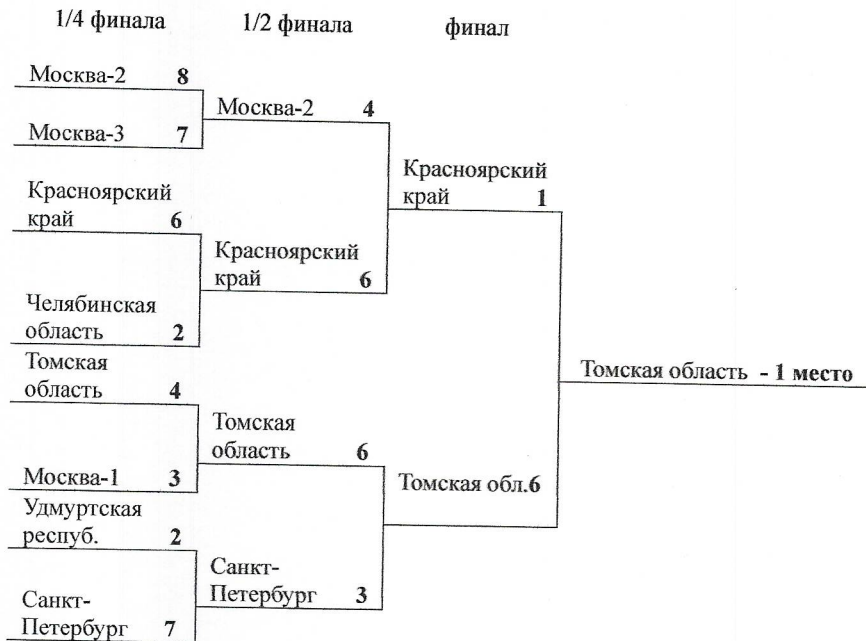 1/4 финала 1/2 финала финал
Москва-2 8
Москва-3 7
Красноярский
край 6
Челябинская
область 2
Томская
область 4
Москва-1 3
Удмуртская
респуб. 2
Санкт-
Петербург 7
Москва-2 4
Красноярский
край 6
Томская
область 6
Санкт-
Петербург 3
Красноярский
край 1
Томская обл.6
Томская область - 1 место